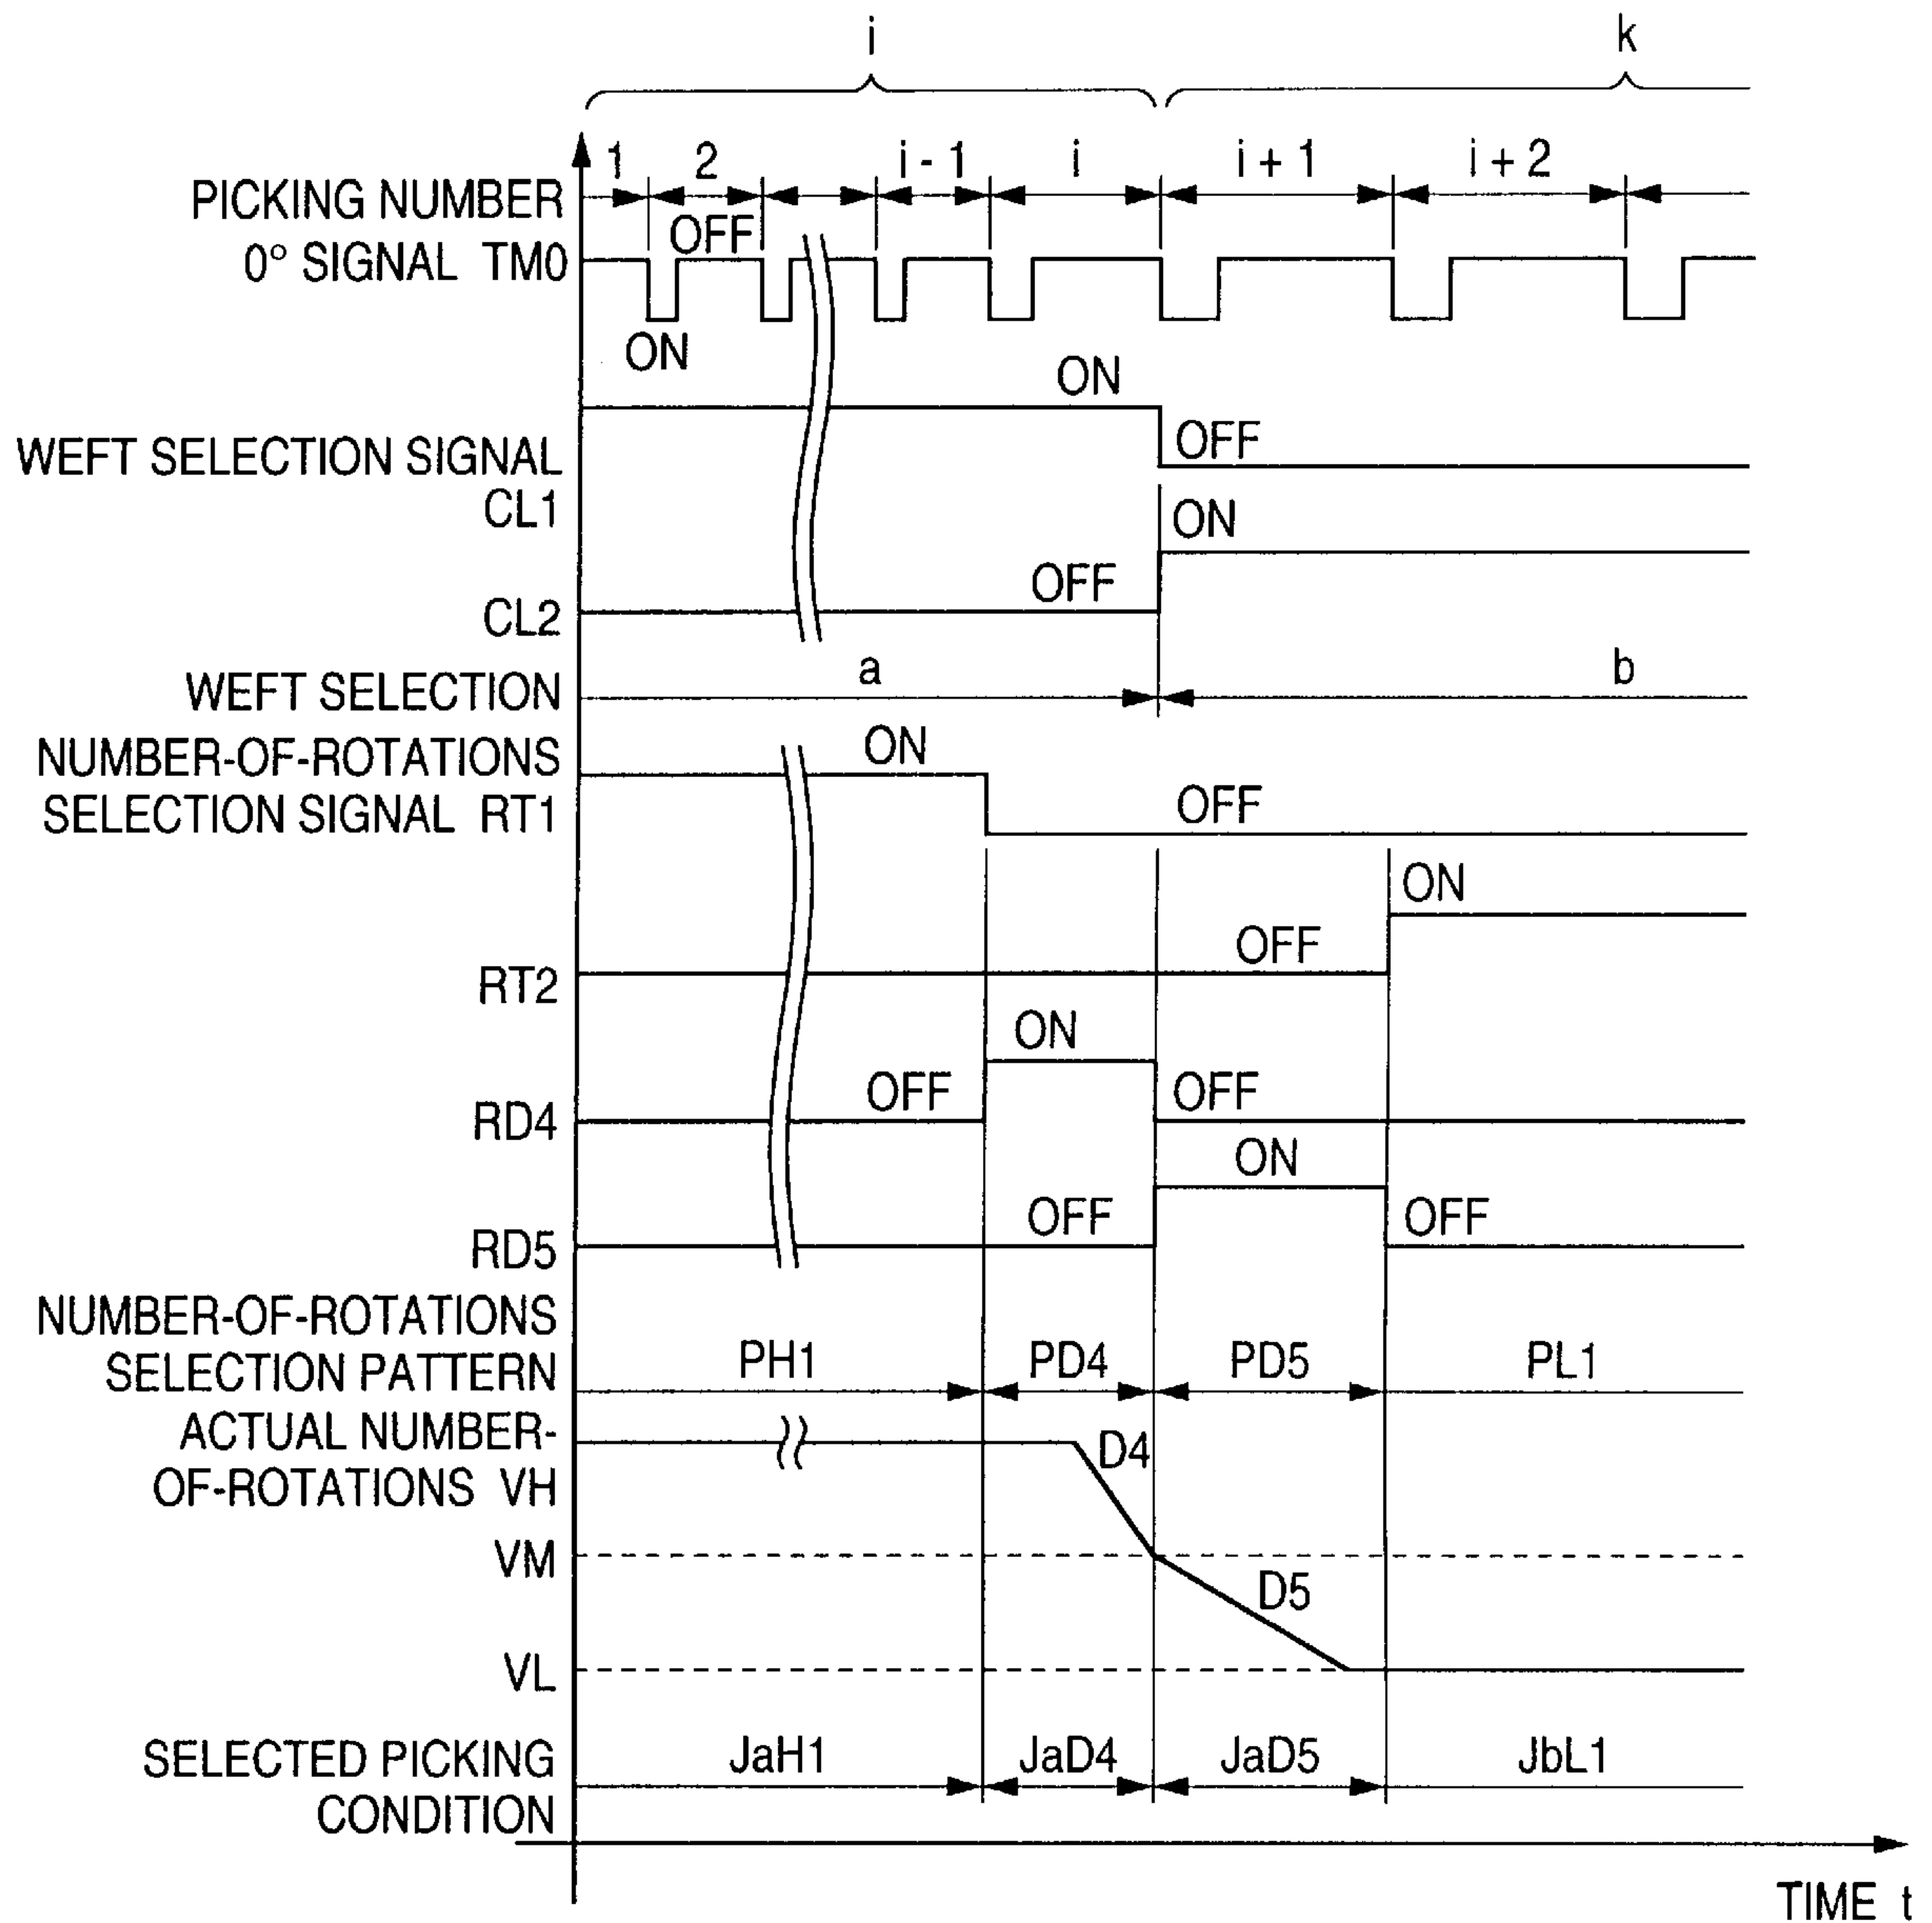 i k
1 2 i - 1 i i + 1 i + 2
PICKING NUMBER
OFF
0° SIGNAL TM0
ON
ON
WEFT SELECTION SIGNAL
OFF
CL1
ON
OFF
CL2
a b
WEFT SELECTION
ON
NUMBER-OF-ROTATIONS
OFF
SELECTION SIGNAL RT1
ON
OFF
RT2
ON
OFF OFF
RD4
ON
OFF OFF
RD5
NUMBER-OF-ROTATIONS
SELECTION PATTERN PH1 PD4 PD5 PL1
ACTUAL NUMBER-
D4
OF-ROTATIONS VH
VM
D5
VL
SELECTED PICKING JaH1 JaD4 JaD5 JbL1
CONDITION
TIME t